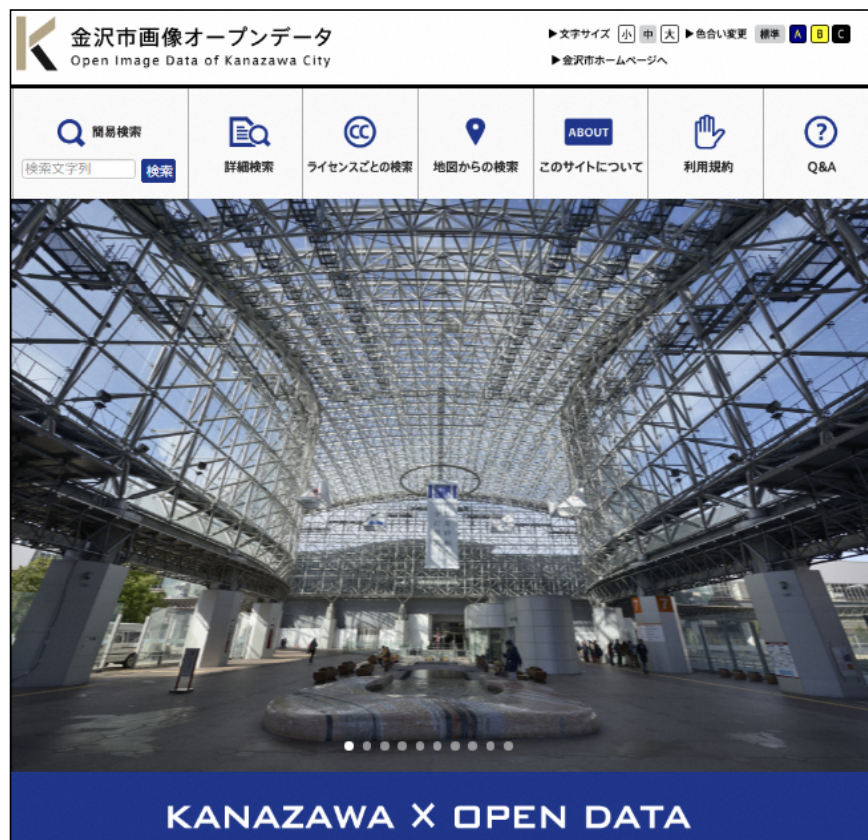 金沢市画像オープンデータ
Open Image Data of Kanazawa City
▶文字サイズ 小 中 大 ▶色合い変更 標準 A B C
▶金沢市ホームページへ
簡易検索
検索文字列 検索
詳細検索
CC
ライセンスごとの検索
地図からの検索
ABOUT
このサイトについて
利用規約
?
Q&A
7
KANAZAWA X OPEN DATA